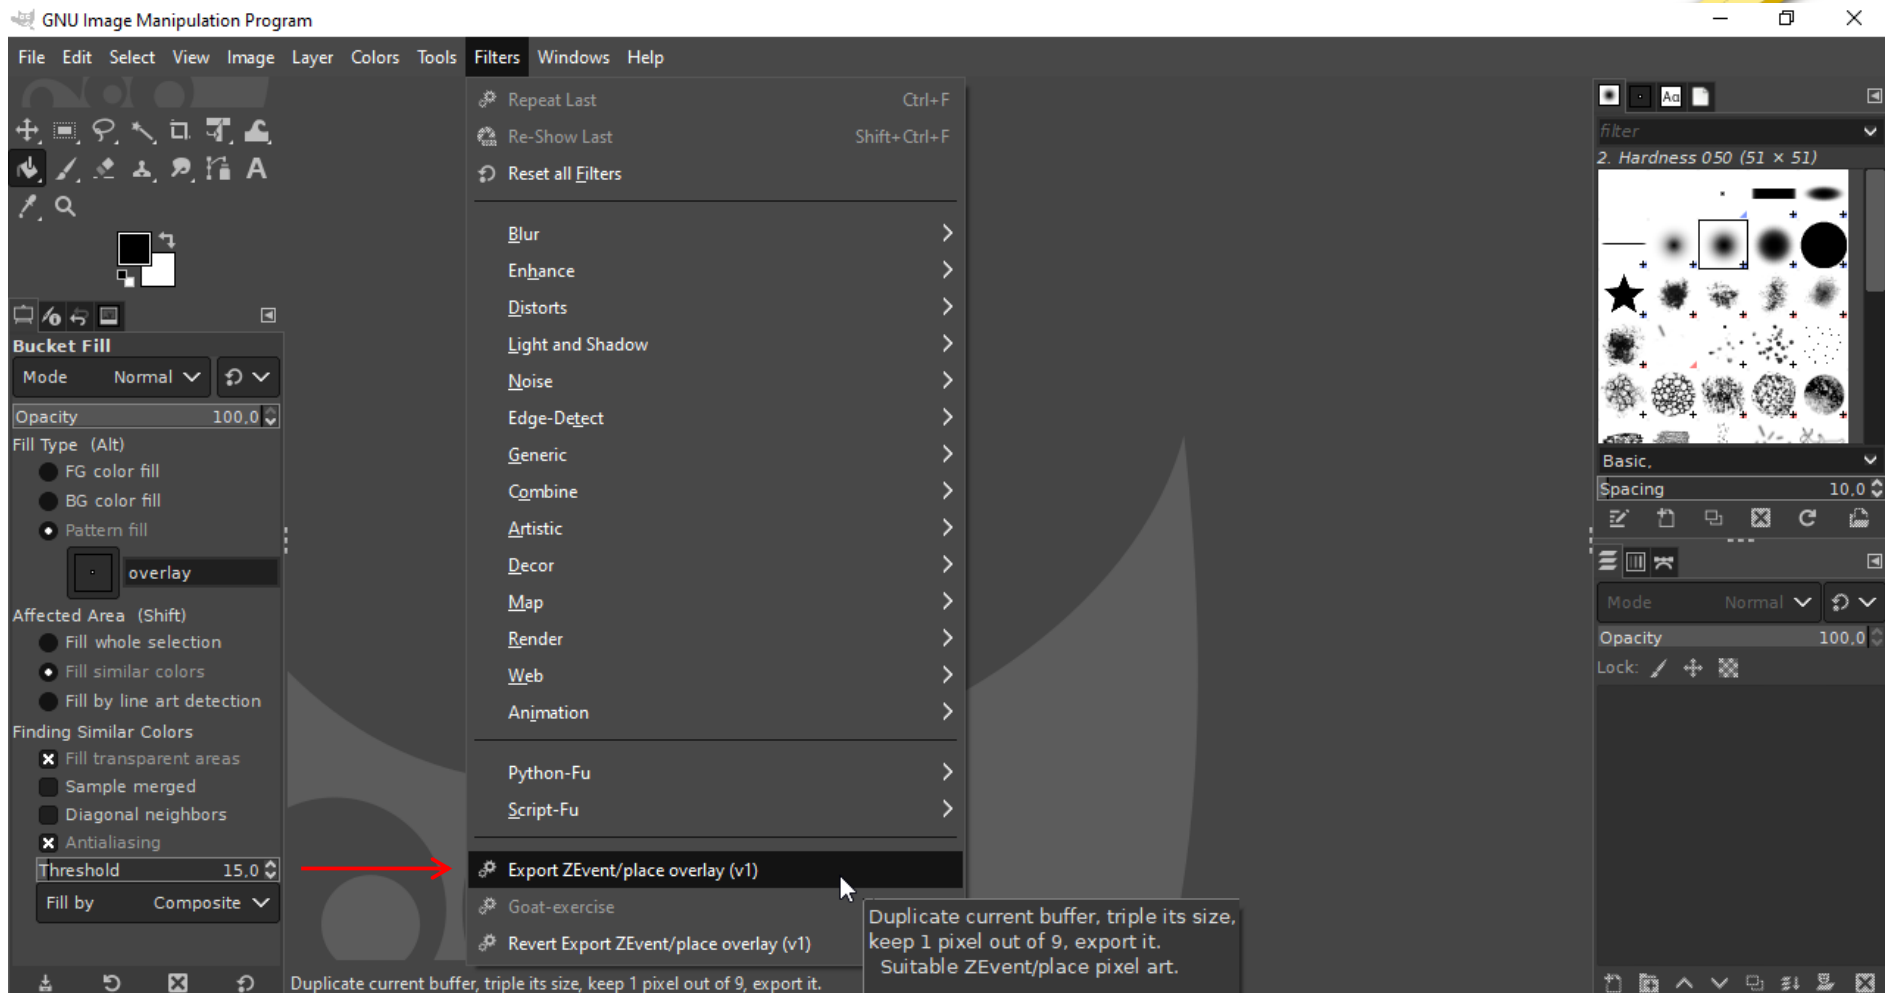 GNU Image Manipulation Program
File Edit Select View Image Layer Colors Tools Filters Windows Help
Repeat Last Ctrl+F
Re-Show Last Shift+Ctrl+F
Reset all Filters
Blur
Enhance
Distorts
Light and Shadow
Noise
Edge-Detect
Generic
Combine
Artistic
Decor
Map
Render
Web
Animation
Python-Fu
Script-Fu
Export ZEvent/place overlay (v1)
Goat-exercise
Revert Export ZEvent/place overlay (v1)
Duplicate current buffer, triple its size,
keep 1 pixel out of 9, export it.
Suitable ZEvent/place pixel art.
Duplicate current buffer, triple its size, keep 1 pixel out of 9, export it.
A
Bucket Fill
Mode Normal
Opacity 100,0
Fill Type (Alt)
FG color fill
BG color fill
Pattern fill
overlay
Affected Area (Shift)
Fill whole selection
Fill similar colors
Fill by line art detection
Finding Similar Colors
Fill transparent areas
Sample merged
Diagonal neighbors
Antialiasing
Threshold 15,0
Fill by Composite
Aa
filter
2. Hardness 050 (51 × 51)
Basic,
Spacing 10,0
Mode Normal
Opacity 100,0
Lock: